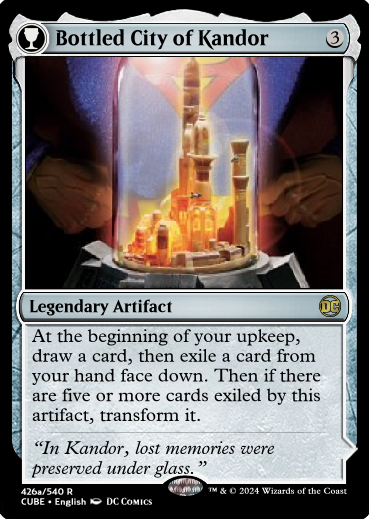 Bottled City of Kandor 3
Legendary Artifact DC
At the beginning of your upkeep,
draw a card, then exile a card from
your hand face down. Then if there
are five or more cards exiled by this
artifact, transform it.
“In Kandor, lost memories were
preserved under glass.”
426a/540 R ™ & © 2024 Wizards of the Coast
CUBE • English DC Comics